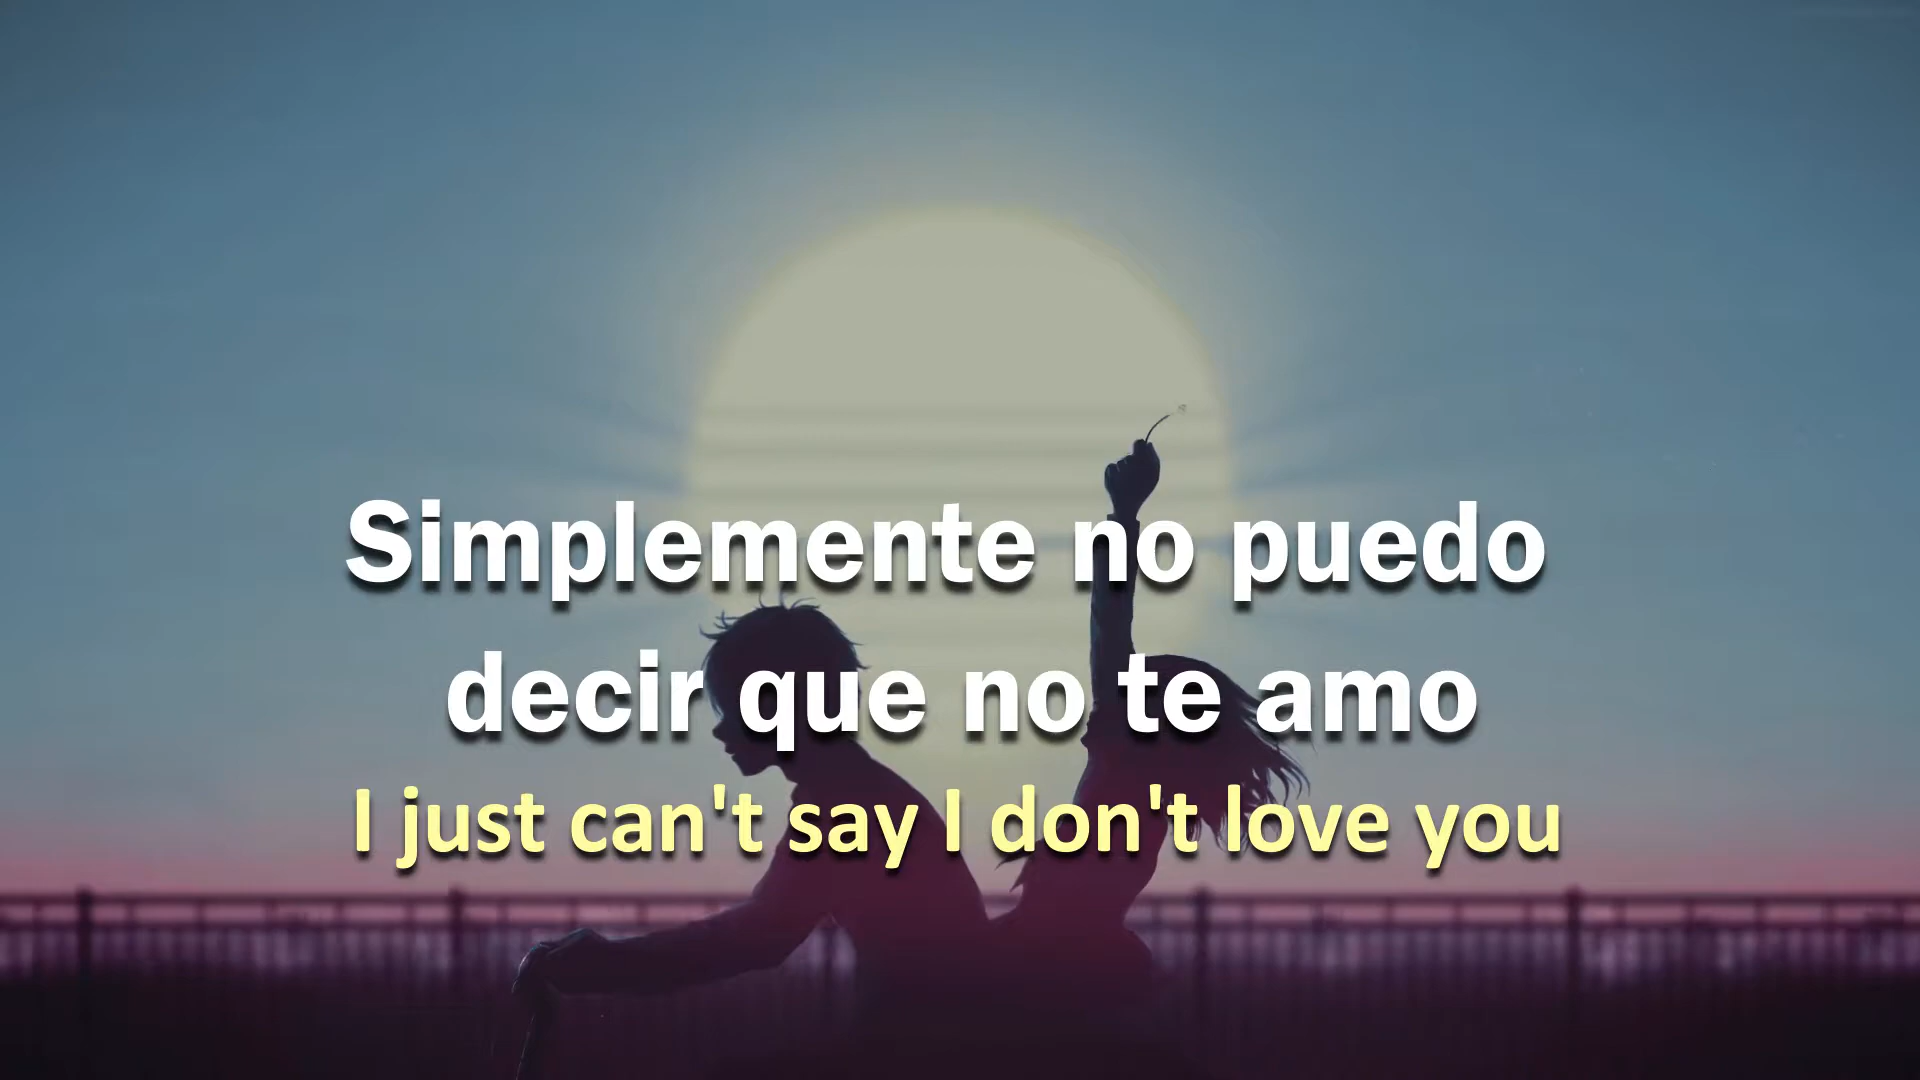 Simplemente no puedo
decir que no te amo
I just can't say I don't love you